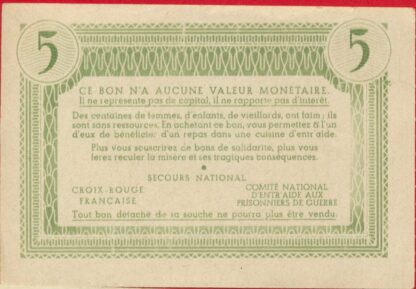 5 5
CE BON N'A AUCUNE VALEUR MONÉTAIRE.
Il ne représente pas de capital, il ne rapporte pas d'intérêt.
Des centaines de femmes, d'enfants, de vieillards, ont faim ; ils
sont sans ressources. En achetant ce bon, vous permettez à l'un
d'eux de bénéficier d'un repas dans une cuisine d'entr'aide.
Plus vous souscrirez de bons de solidarité, plus vous
ferez reculer la misère et ses tragiques conséquences.
SECOURS NATIONAL
CROIX-ROUGE
FRANÇAISE
COMITÉ NATIONAL
D'ENTR'AIDE AUX
PRISONNIERS DE GUERRE
Tout bon détaché de sa souche ne pourra plus être vendu.